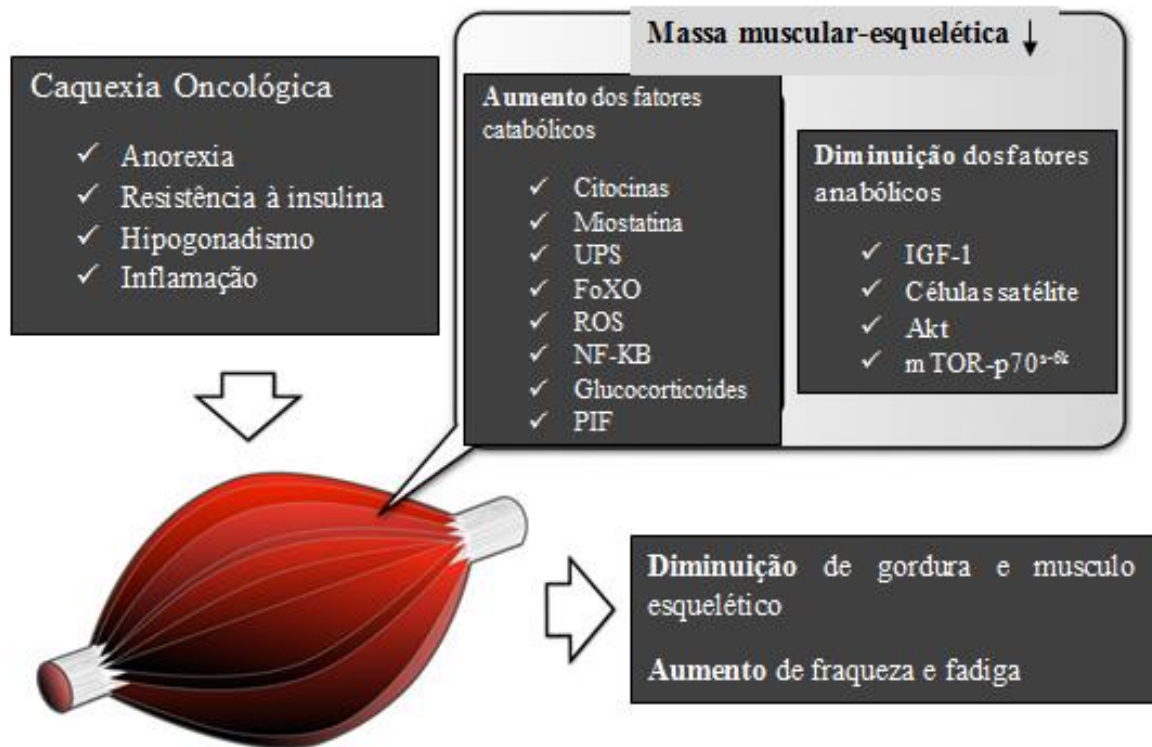 Massa muscular-esquelética ↓
Caquexia Oncológica
✓ Anorexia
✓ Resistência à insulina
✓ Hipogonadismo
✓ Inflamação
Aumento dos fatores
catabólicos
✓ Citocinas
✓ Miostatina
✓ UPS
✓ FoXO
✓ ROS
✓ NF-KB
✓ Glucocorticoides
✓ PIF
Diminuição dos fatores
anabólicos
✓ IGF-1
✓ Células satélite
✓ Akt
✓ mTOR-p70ˢ⁻⁶ᵏ
Diminuição de gordura e musculo
esquelético
Aumento de fraqueza e fadiga